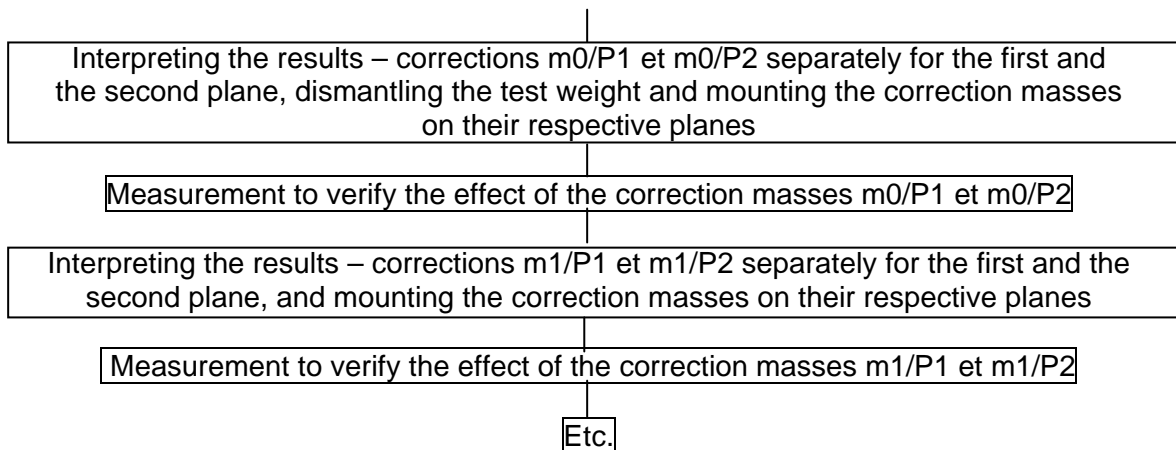 Interpreting the results – corrections m0/P1 et m0/P2 separately for the first and
the second plane, dismantling the test weight and mounting the correction masses
on their respective planes
Measurement to verify the effect of the correction masses m0/P1 et m0/P2
Interpreting the results – corrections m1/P1 et m1/P2 separately for the first and the
second plane, and mounting the correction masses on their respective planes
Measurement to verify the effect of the correction masses m1/P1 et m1/P2
Etc.